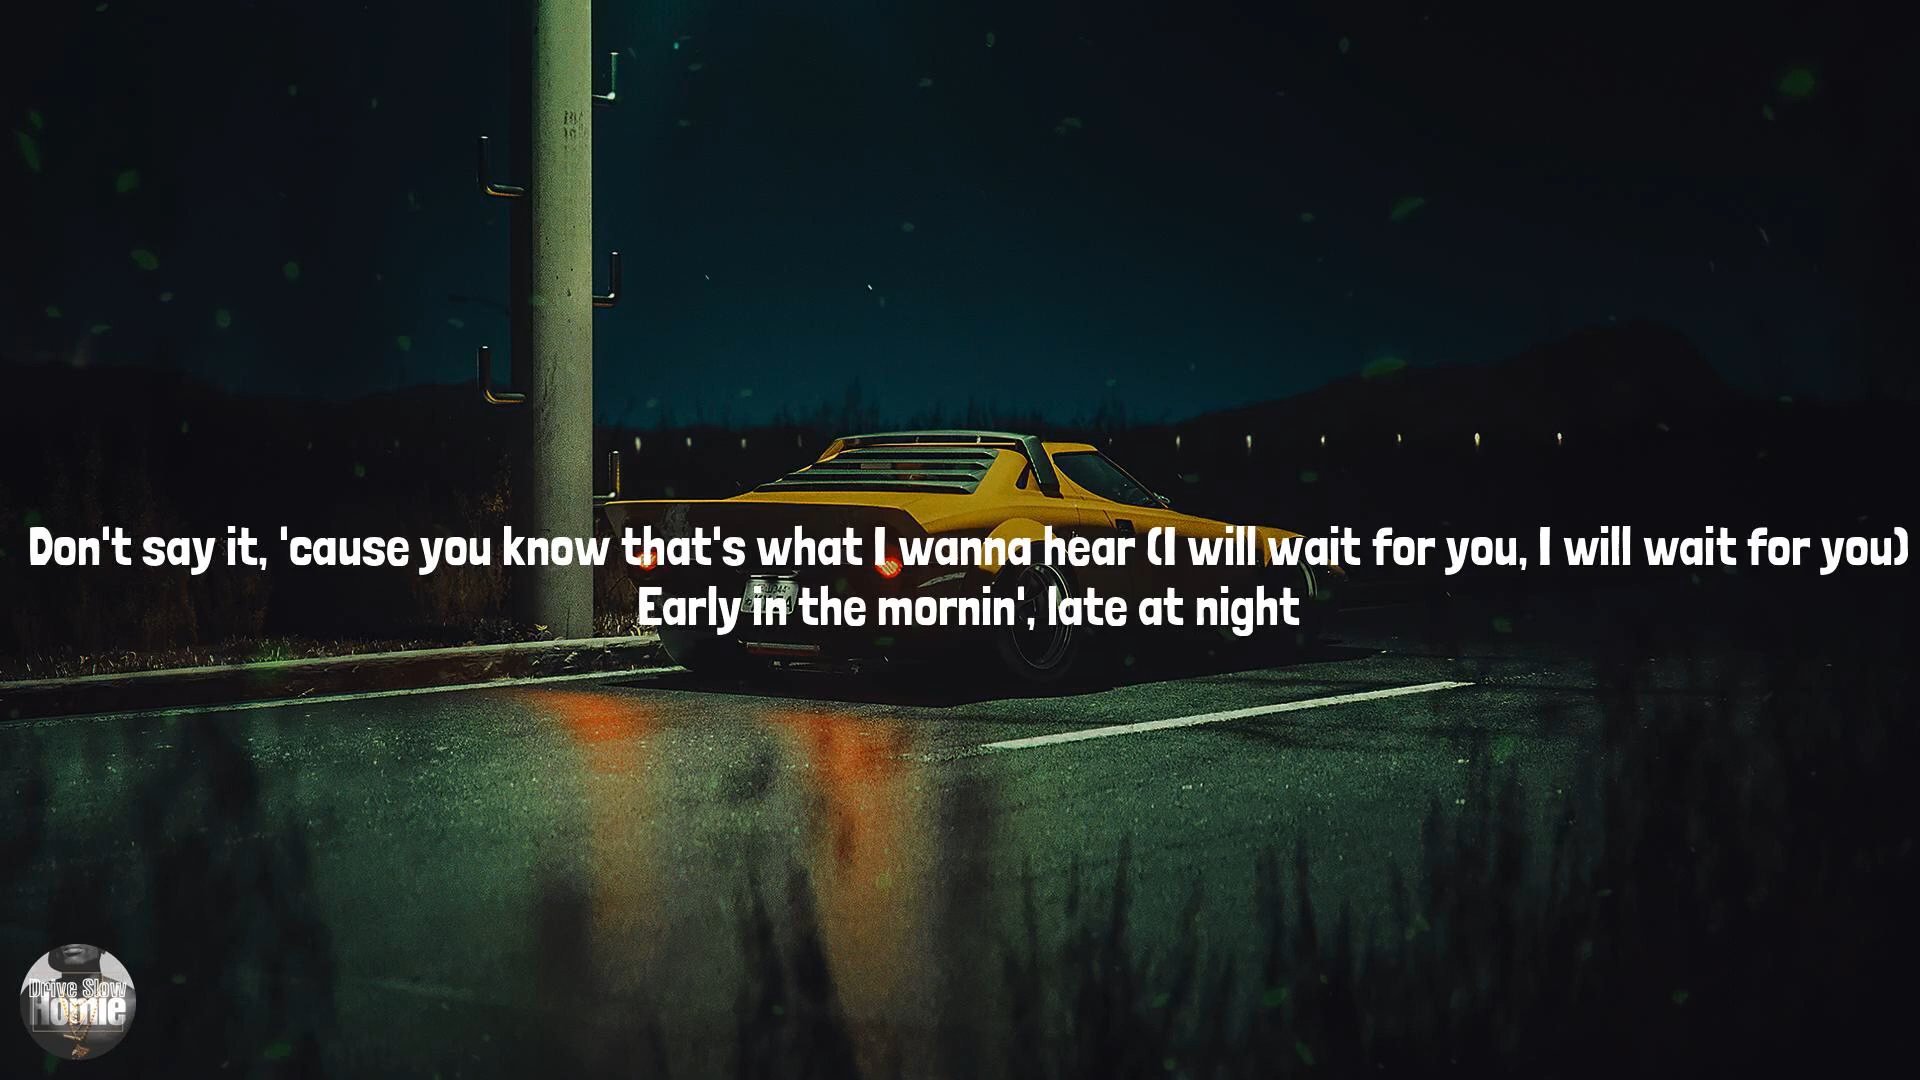 Don't say it, 'cause you know that's what I wanna hear (I will wait for you, I will wait for you)
Early in the mornin', late at night
Drive Slow
Homie